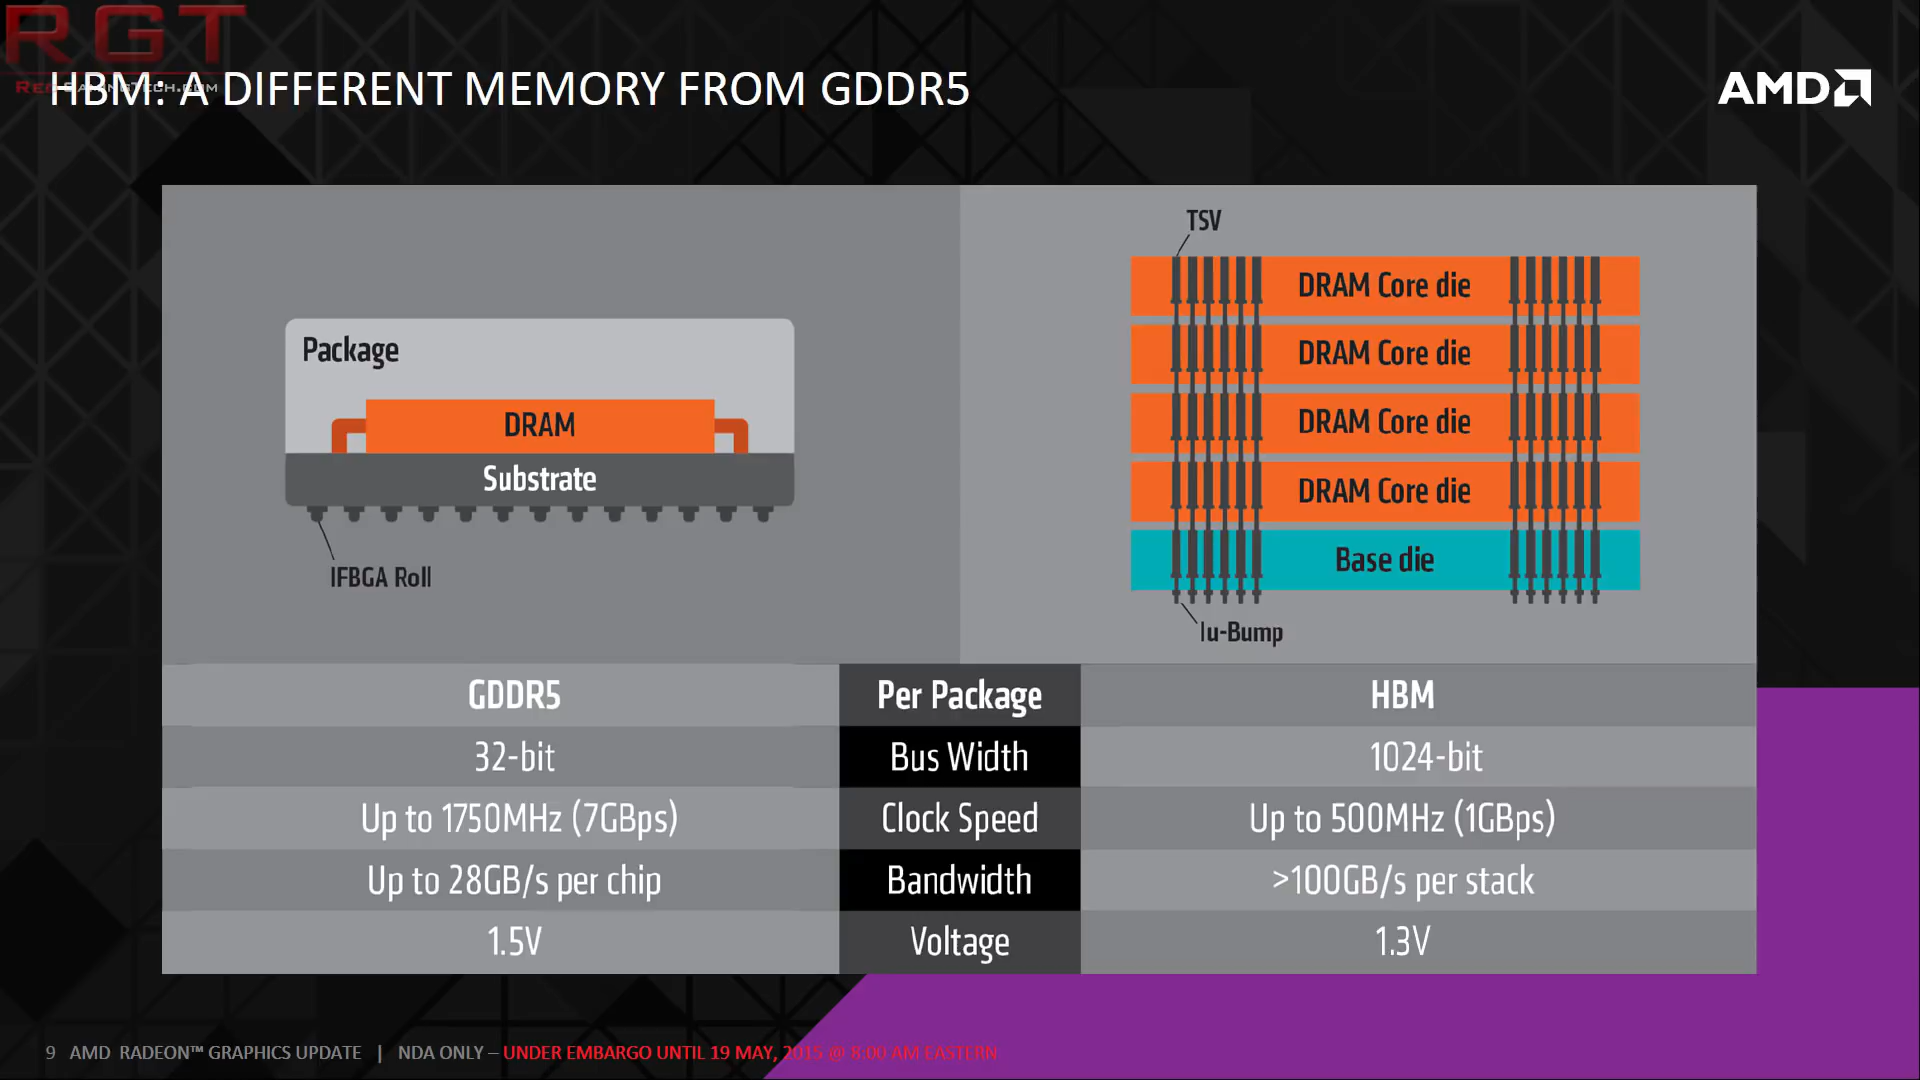 RGT
REDGAMINGTECH.COM
HBM: A DIFFERENT MEMORY FROM GDDR5
AMD
Package
DRAM
Substrate
IFBGA Roll
TSV
DRAM Core die
DRAM Core die
DRAM Core die
DRAM Core die
Base die
Iu-Bump
GDDR5 Per Package HBM
32-bit Bus Width 1024-bit
Up to 1750MHz (7GBps) Clock Speed Up to 500MHz (1GBps)
Up to 28GB/s per chip Bandwidth >100GB/s per stack
1.5V Voltage 1.3V
9 AMD RADEON™ GRAPHICS UPDATE | NDA ONLY – UNDER EMBARGO UNTIL 19 MAY, 2015 @ 8:00 AM EASTERN